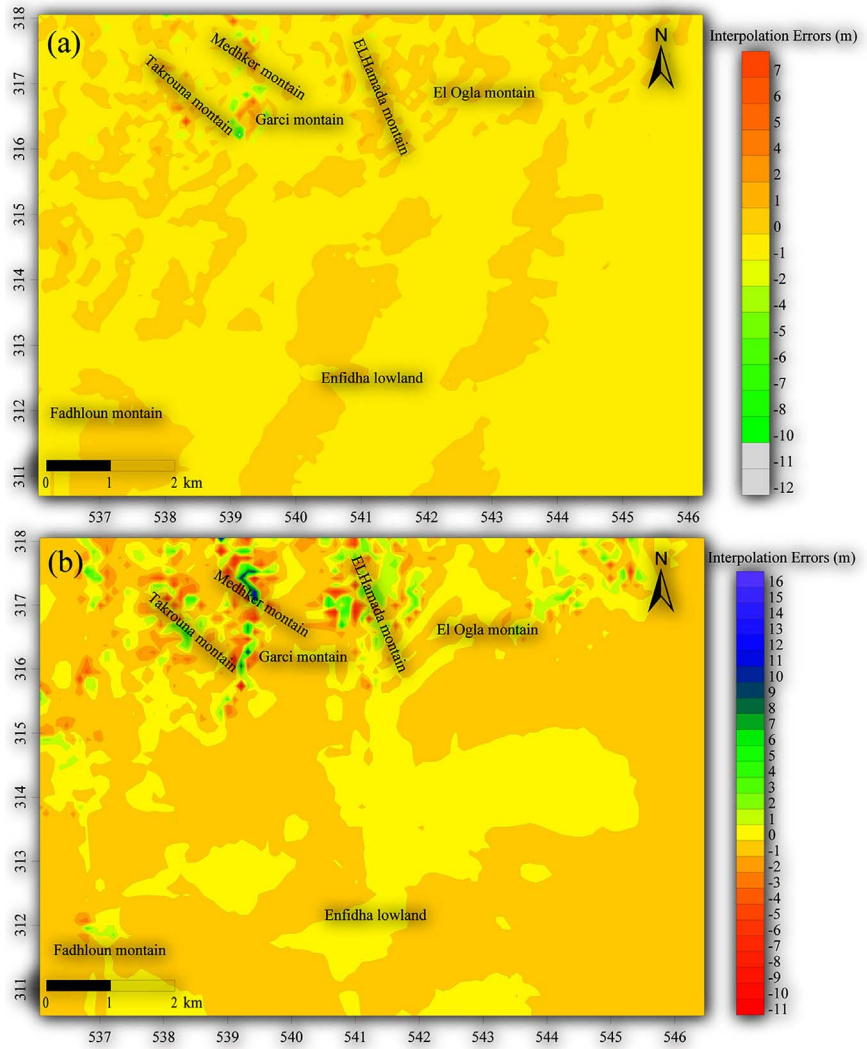 (a)
N
Interpolation Errors (m)
Medhker montain
Takrouna montain
Garci montain
ELHamada montain
El Ogla montain
Enfidha lowland
Fadhloun montain
0 1 2 km
318
317
316
315
314
313
312
311
537 538 539 540 541 542 543 544 545 546
7
6
5
4
2
1
0
-1
-2
-4
-5
-6
-7
-8
-10
-11
-12
(b)
N
Interpolation Errors (m)
Medhker montain
Takrouna montain
Garci montain
ELHamada montain
El Ogla montain
Enfidha lowland
Fadhloun montain
0 1 2 km
318
317
316
315
314
313
312
311
537 538 539 540 541 542 543 544 545 546
16
15
14
13
12
11
10
9
8
7
6
5
4
3
2
1
0
-1
-3
-4
-5
-6
-7
-8
-9
-10
-11